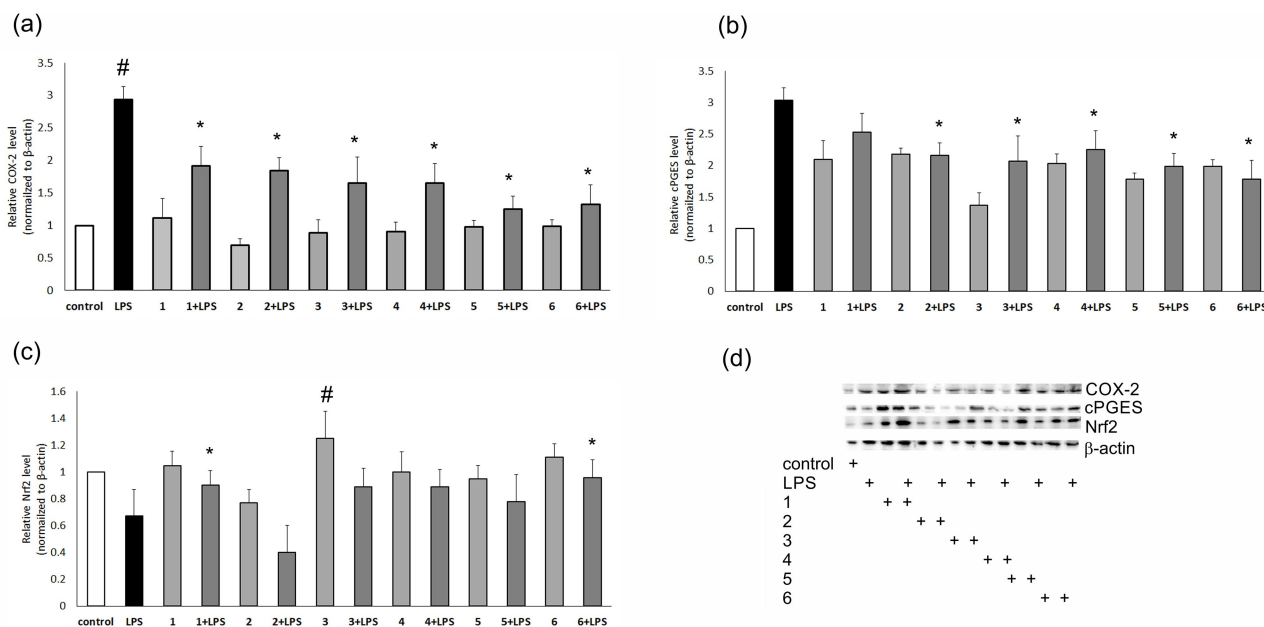 (a)
Relative COX-2 level
(normailzed to β-actin)
3.5
3
2.5
2
1.5
1
0.5
0
#
*
*
*
*
*
*
control LPS 1 1+LPS 2 2+LPS 3 3+LPS 4 4+LPS 5 5+LPS 6 6+LPS
(b)
Relative cPGES level
(normailzed to β-actin)
3.5
3
2.5
2
1.5
1
0.5
0
*
*
*
*
*
control LPS 1 1+LPS 2 2+LPS 3 3+LPS 4 4+LPS 5 5+LPS 6 6+LPS
(c)
Relative Nrf2 level
(normailzed to β-actin)
1.6
1.4
1.2
1
0.8
0.6
0.4
0.2
0
*
#
*
control LPS 1 1+LPS 2 2+LPS 3 3+LPS 4 4+LPS 5 5+LPS 6 6+LPS
(d)
COX-2
cPGES
Nrf2
β-actin
control +
LPS + + + + + + +
1 + +
2 + +
3 + +
4 + +
5 + +
6 + +